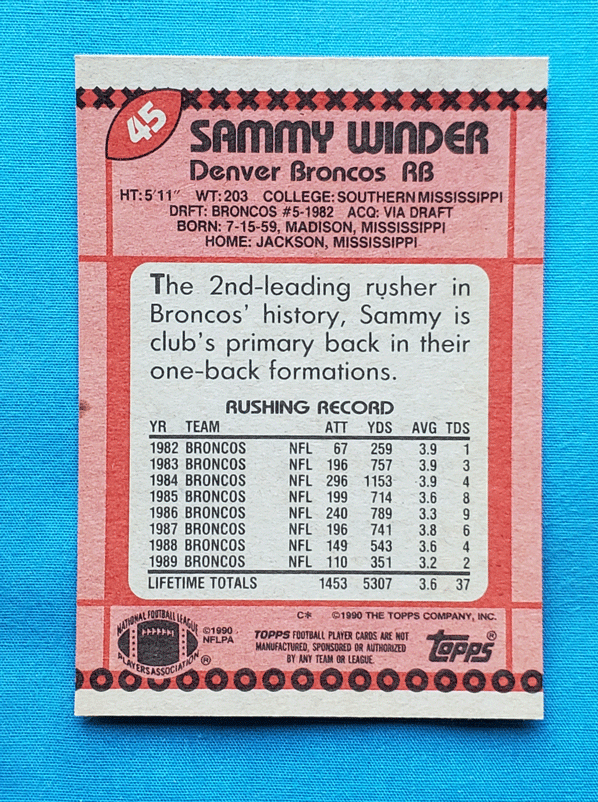 45
SAMMY WINDER
Denver Broncos RB
HT: 5'11" WT: 203 COLLEGE: SOUTHERN MISSISSIPPI
DRFT: BRONCOS #5-1982 ACQ: VIA DRAFT
BORN: 7-15-59, MADISON, MISSISSIPPI
HOME: JACKSON, MISSISSIPPI
The 2nd-leading rusher in
Broncos' history, Sammy is
club's primary back in their
one-back formations.
RUSHING RECORD
YR TEAM ATT YDS AVG TDS
1982 BRONCOS NFL 67 259 3.9 1
1983 BRONCOS NFL 196 757 3.9 3
1984 BRONCOS NFL 296 1153 3.9 4
1985 BRONCOS NFL 199 714 3.6 8
1986 BRONCOS NFL 240 789 3.3 9
1987 BRONCOS NFL 196 741 3.8 6
1988 BRONCOS NFL 149 543 3.6 4
1989 BRONCOS NFL 110 351 3.2 2
LIFETIME TOTALS 1453 5307 3.6 37
C* ©1990 THE TOPPS COMPANY, INC.
NATIONAL FOOTBALL LEAGUE
PLAYERS ASSOCIATION ®
©1990
NFLPA
TOPPS FOOTBALL PLAYER CARDS ARE NOT
MANUFACTURED, SPONSORED OR AUTHORIZED
BY ANY TEAM OR LEAGUE.
topps®